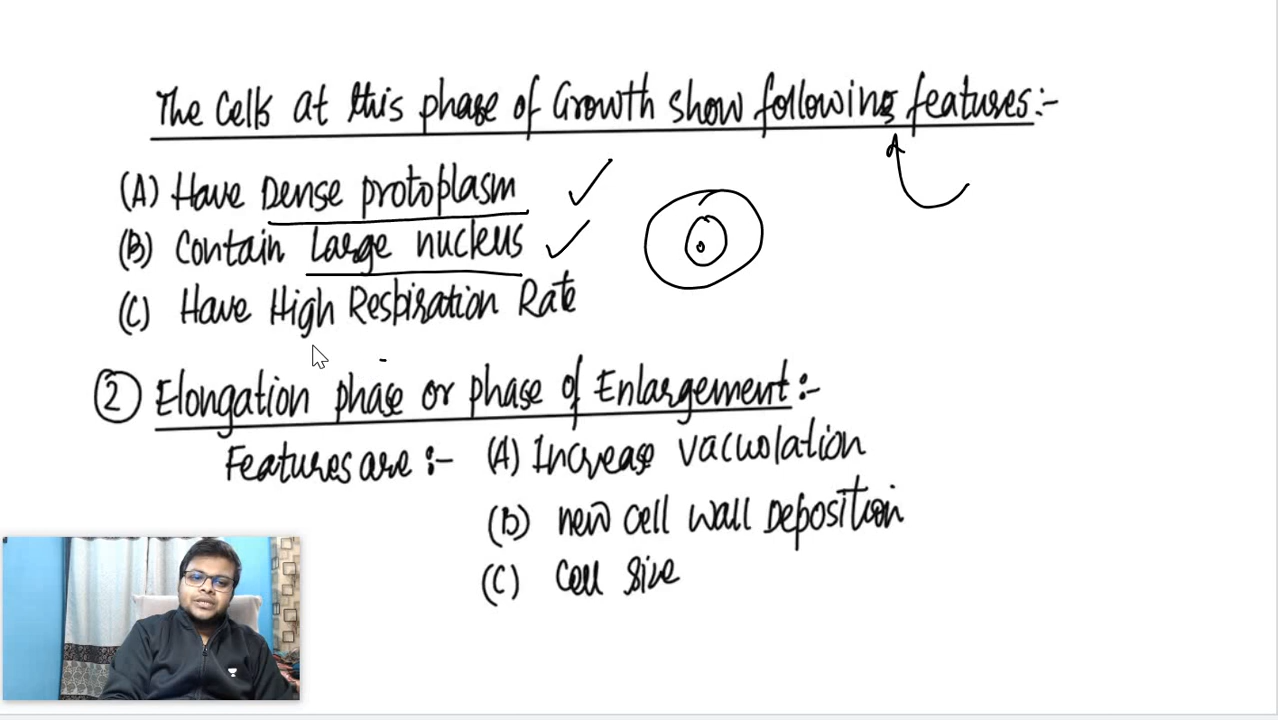 The Cells at this phase of Growth show following features:-
(A) Have Dense protoplasm
(B) Contain large nucleus
(C) Have High Respiration Rate
2 Elongation phase or phase of Enlargement:-
Features are :- (A) Increase vacuolation
(B) new cell wall Deposition
(C) Cell size